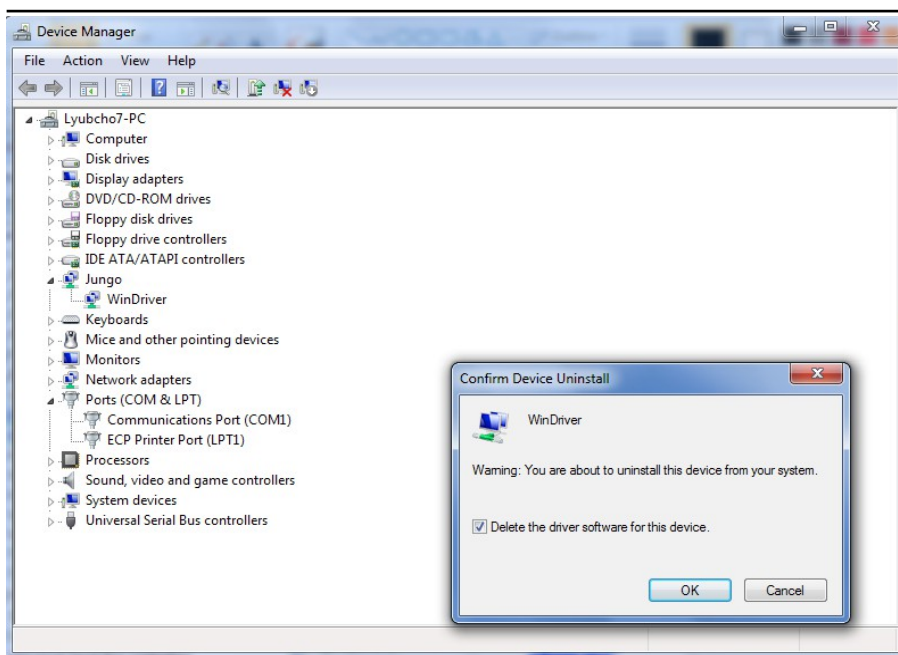 Device Manager
File Action View Help
Lyubcho7-PC
Computer
Disk drives
Display adapters
DVD/CD-ROM drives
Floppy disk drives
Floppy drive controllers
IDE ATA/ATAPI controllers
Jungo
WinDriver
Keyboards
Mice and other pointing devices
Monitors
Network adapters
Ports (COM & LPT)
Communications Port (COM1)
ECP Printer Port (LPT1)
Processors
Sound, video and game controllers
System devices
Universal Serial Bus controllers
Confirm Device Uninstall
WinDriver
Warning: You are about to uninstall this device from your system.
Delete the driver software for this device.
OK Cancel